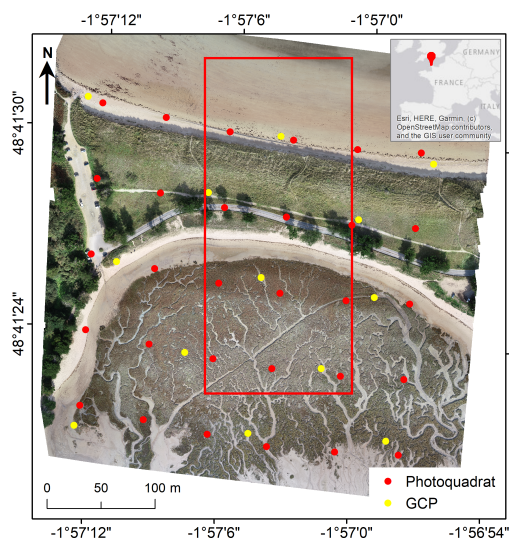 -1°57'12" -1°57'6" -1°57'0"
N
GERMANY
FRANCE
ITALY
Esri, HERE, Garmin, (c)
OpenStreetMap contributors,
and the GIS user community
48°41'30"
48°41'24"
Photoquadrat
GCP
0 50 100 m
-1°57'12" -1°57'6" -1°57'0" -1°56'54"